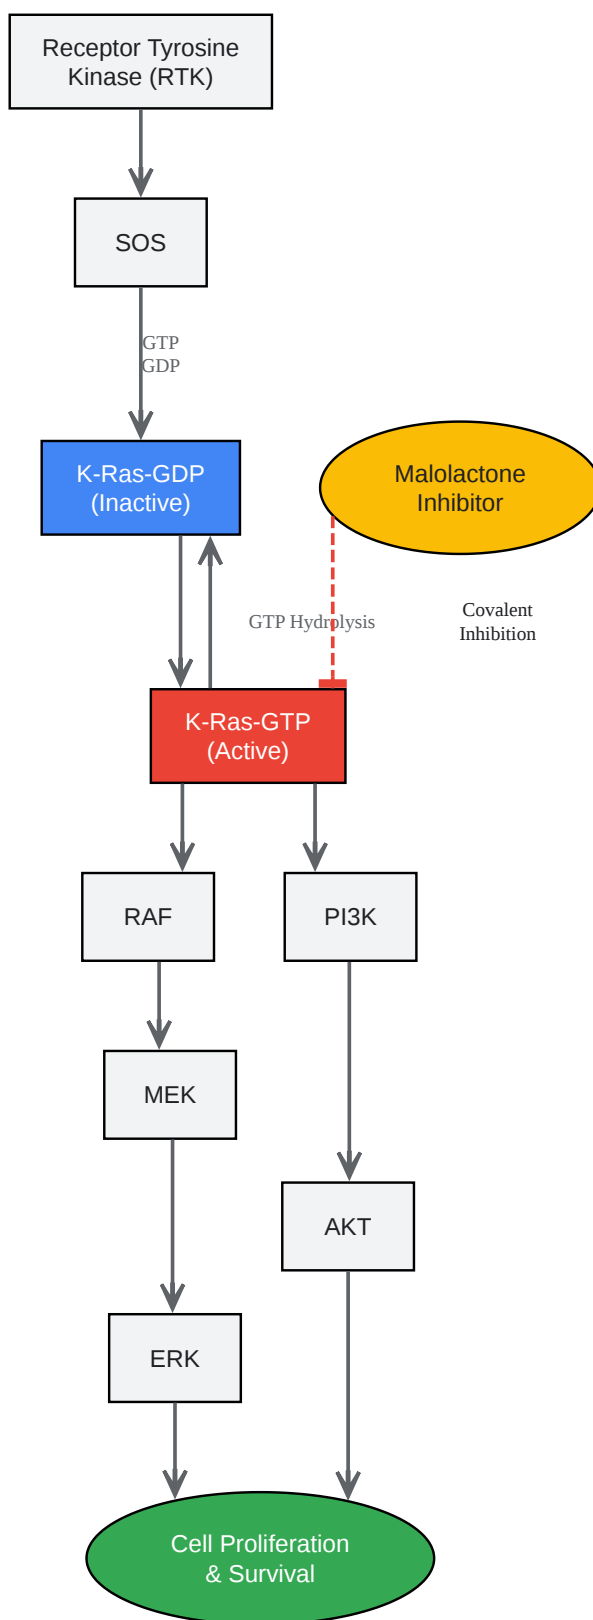 Receptor Tyrosine
Kinase (RTK)
SOS
GTP
GDP
K-Ras-GDP
(Inactive)
Malolactone
Inhibitor
GTP Hydrolysis
Covalent
Inhibition
K-Ras-GTP
(Active)
RAF
PI3K
MEK
AKT
ERK
Cell Proliferation
& Survival